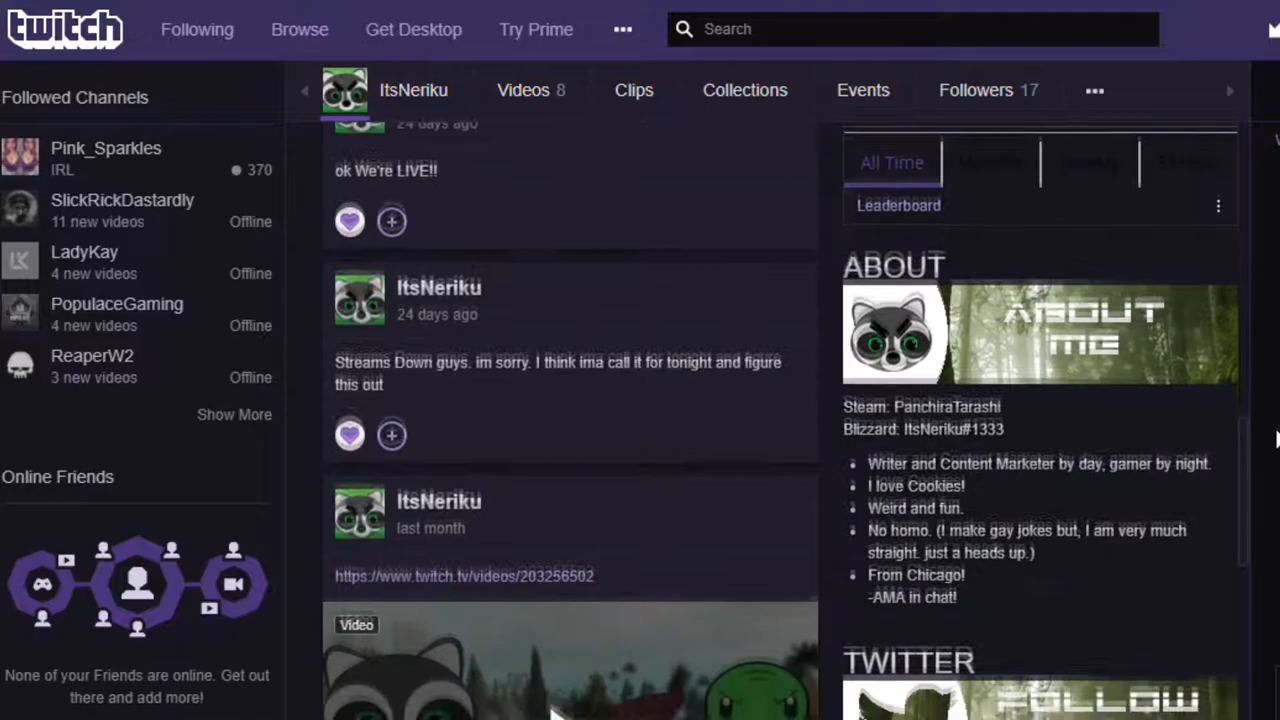 twitch
Following
Browse
Get Desktop
Try Prime
Search
Followed Channels
Pink_Sparkles
IRL
370
SlickRickDastardly
11 new videos
Offline
LadyKay
4 new videos
Offline
PopulaceGaming
4 new videos
Offline
ReaperW2
3 new videos
Offline
Show More
Online Friends
None of your Friends are online. Get out
there and add more!
ItsNeriku
Videos 8
Clips
Collections
Events
Followers 17
24 days ago
ok We're LIVE!!
ItsNeriku
24 days ago
Streams Down guys. im sorry. I think ima call it for tonight and figure
this out
ItsNeriku
last month
https://www.twitch.tv/videos/203256502
Video
All Time
Leaderboard
ABOUT
ABOUT
ME
Steam: PanchiraTarashi
Blizzard: ItsNeriku#1333
Writer and Content Marketer by day, gamer by night.
I love Cookies!
Weird and fun.
No homo. (I make gay jokes but, I am very much
straight. just a heads up.)
From Chicago!
-AMA in chat!
TWITTER
FOLLOW